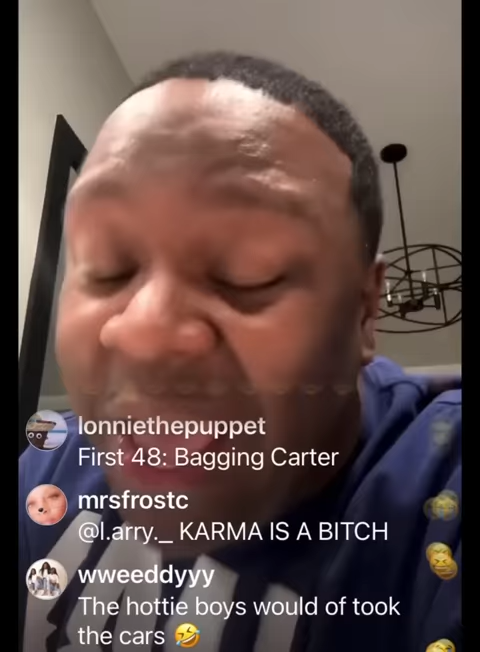 lonniethepuppet
First 48: Bagging Carter
mrsfrostc
@l.arry._ KARMA IS A BITCH
wweeddyyy
The hottie boys would of took
the cars 🤣